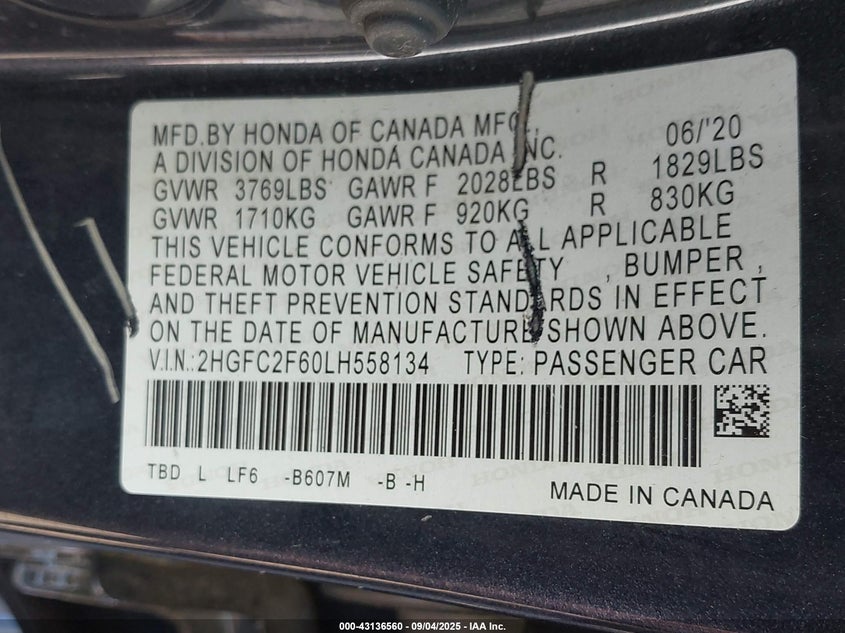 MFD.BY HONDA OF CANADA MFG., 06/'20
A DIVISION OF HONDA CANADA INC.
GVWR 3769LBS GAWR F 2028LBS R 1829LBS
GVWR 1710KG GAWR F 920KG R 830KG
THIS VEHICLE CONFORMS TO ALL APPLICABLE
FEDERAL MOTOR VEHICLE SAFETY , BUMPER ,
AND THEFT PREVENTION STANDARDS IN EFFECT
ON THE DATE OF MANUFACTURE SHOWN ABOVE.
V.I.N.:2HGFC2F60LH558134 TYPE: PASSENGER CAR
TBD L LF6 -B607M -B -H
MADE IN CANADA
000-43136560 - 09/04/2025 - IAA Inc.